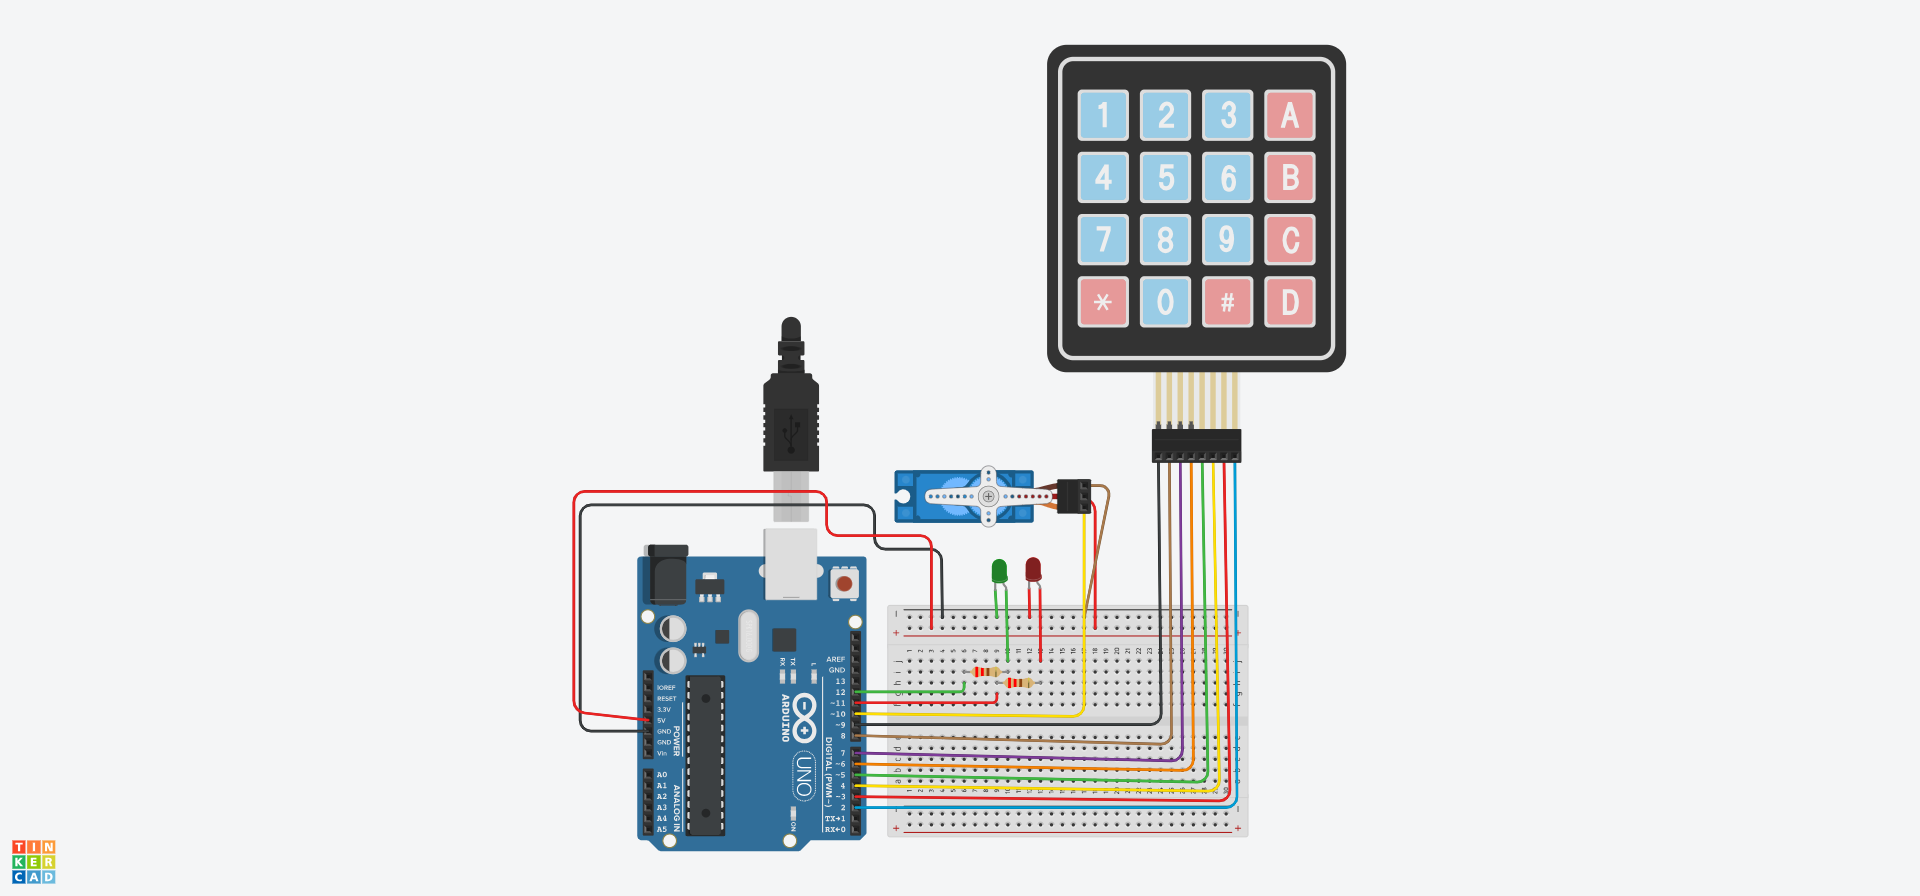 1 2 3 A
4 5 6 B
7 8 9 C
* 0 # D
IOREF
RESET
3.3V
5V
GND
GND
Vin
POWER
A0
A1
A2
A3
A4
A5
ANALOG IN
RX
TX
L
ARDUINO
UNO
ON
AREF
GND
13
12
~11
~10
~9
8
7
~6
~5
4
~3
2
TX→1
RX←0
DIGITAL (PWM~)
TIN
KER
CAD